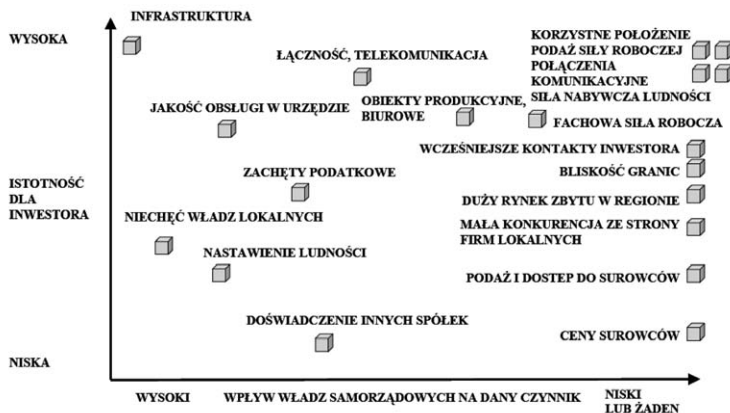 INFRASTRUKTURA
WYSOKA
KORZYSTNE POŁOŻENIE
PODAŻ SIŁY ROBOCZEJ
POŁĄCZENIA
KOMUNIKACYJNE
SIŁA NABYWCZA LUDNOŚCI
ŁĄCZNOŚĆ, TELEKOMUNIKACJA
JAKOŚĆ OBSŁUGI W URZĘDZIE
OBIEKTY PRODUKCYJNE,
BIUROWE
FACHOWA SIŁA ROBOCZA
WCZEŚNIEJSZE KONTAKTY INWESTORA
BLISKOŚĆ GRANIC
ZACHĘTY PODATKOWE
ISTOTNOŚĆ
DLA
INWESTORA
DUŻY RYNEK ZBYTU W REGIONIE
NIECHĘĆ WŁADZ LOKALNYCH
MAŁA KONKURENCJA ZE STRONY
FIRM LOKALNYCH
NASTAWIENIE LUDNOŚCI
PODAŻ I DOSTEP DO SUROWCÓW
DOŚWIADCZENIE INNYCH SPÓŁEK
CENY SUROWCÓW
NISKA
WYSOKI
WPŁYW WŁADZ SAMORZĄDOWYCH NA DANY CZYNNIK
NISKI
LUB ŻADEN